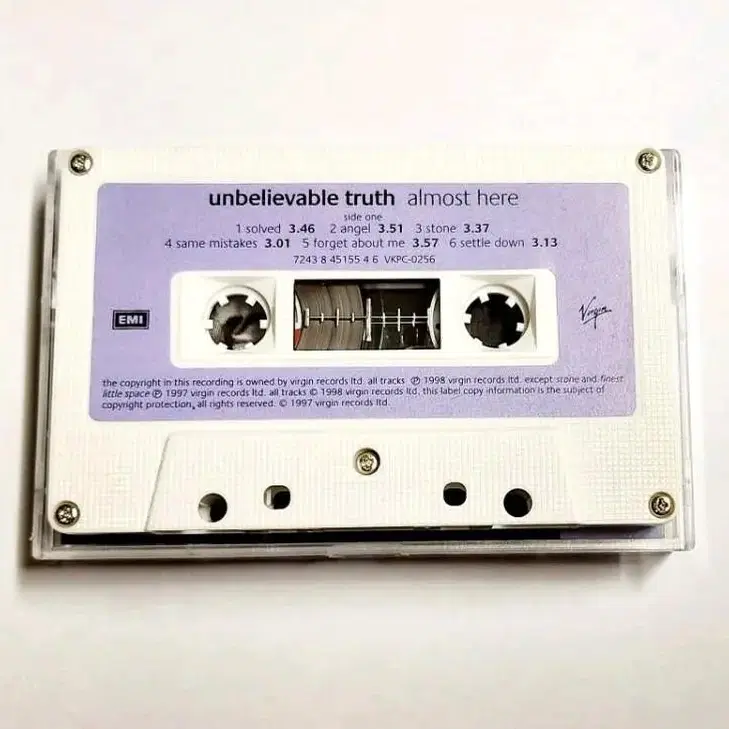 unbelievable truth almost here
side one
1 solved 3.46 2 angel 3.51 3 stone 3.37
4 same mistakes 3.01 5 forget about me 3.57 6 settle down 3.13
7243 8 45155 4 6 VKPC-0256
EMI
Virgin
the copyright in this recording is owned by virgin records ltd. all tracks ℗ 1998 virgin records ltd. except stone and finest
little space ℗ 1997 virgin records ltd. all tracks © 1998 virgin records ltd. this label copy information is the subject of
copyright protection, all rights reserved. © 1997 virgin records ltd.